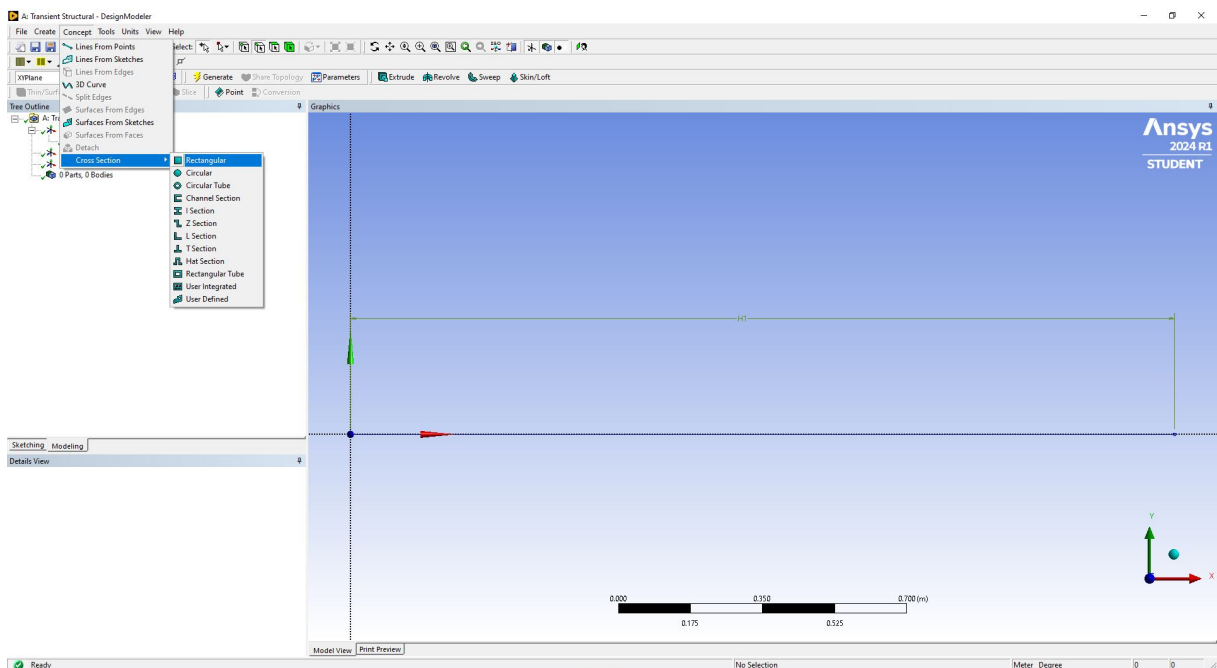 A: Transient Structural - DesignModeler
File Create Concept Tools Units View Help
Lines From Points
Select:
Lines From Sketches
Lines From Edges
XYPlane
Generate Share Topology Parameters Extrude Revolve Sweep Skin/Loft
3D Curve
Thin/Surf
Slice Point Conversion
Split Edges
Tree Outline
Surfaces From Edges
Graphics
A: Tra
Surfaces From Sketches
Surfaces From Faces
Detach
Cross Section
Rectangular
0 Parts, 0 Bodies
Circular
Circular Tube
Channel Section
I Section
Z Section
L Section
T Section
Hat Section
Rectangular Tube
User Integrated
User Defined
Ansys
2024 R1
STUDENT
Sketching Modeling
Details View
Y
X
0.000 0.350 0.700 (m)
0.175 0.525
Model View Print Preview
Ready No Selection Meter Degree 0 0